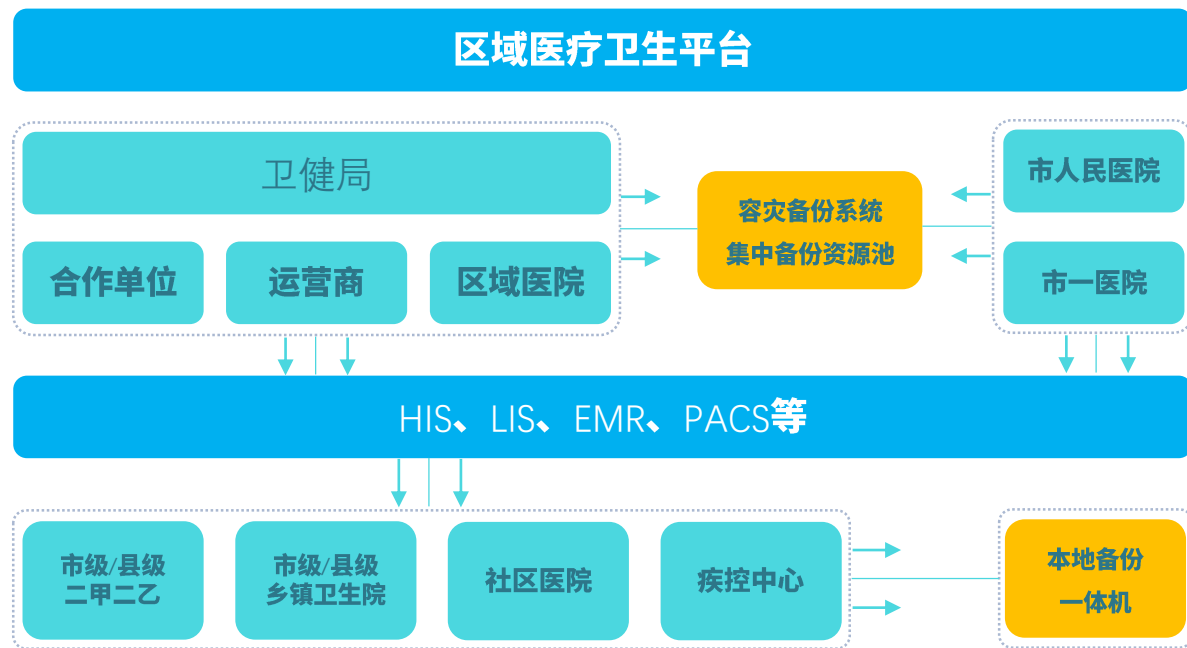 区域医疗卫生平台
卫健局
合作单位
运营商
区域医院
容灾备份系统
集中备份资源池
市人民医院
市一医院
HIS、LIS、EMR、PACS等
市级/县级
二甲二乙
市级/县级
乡镇卫生院
社区医院
疾控中心
本地备份
一体机